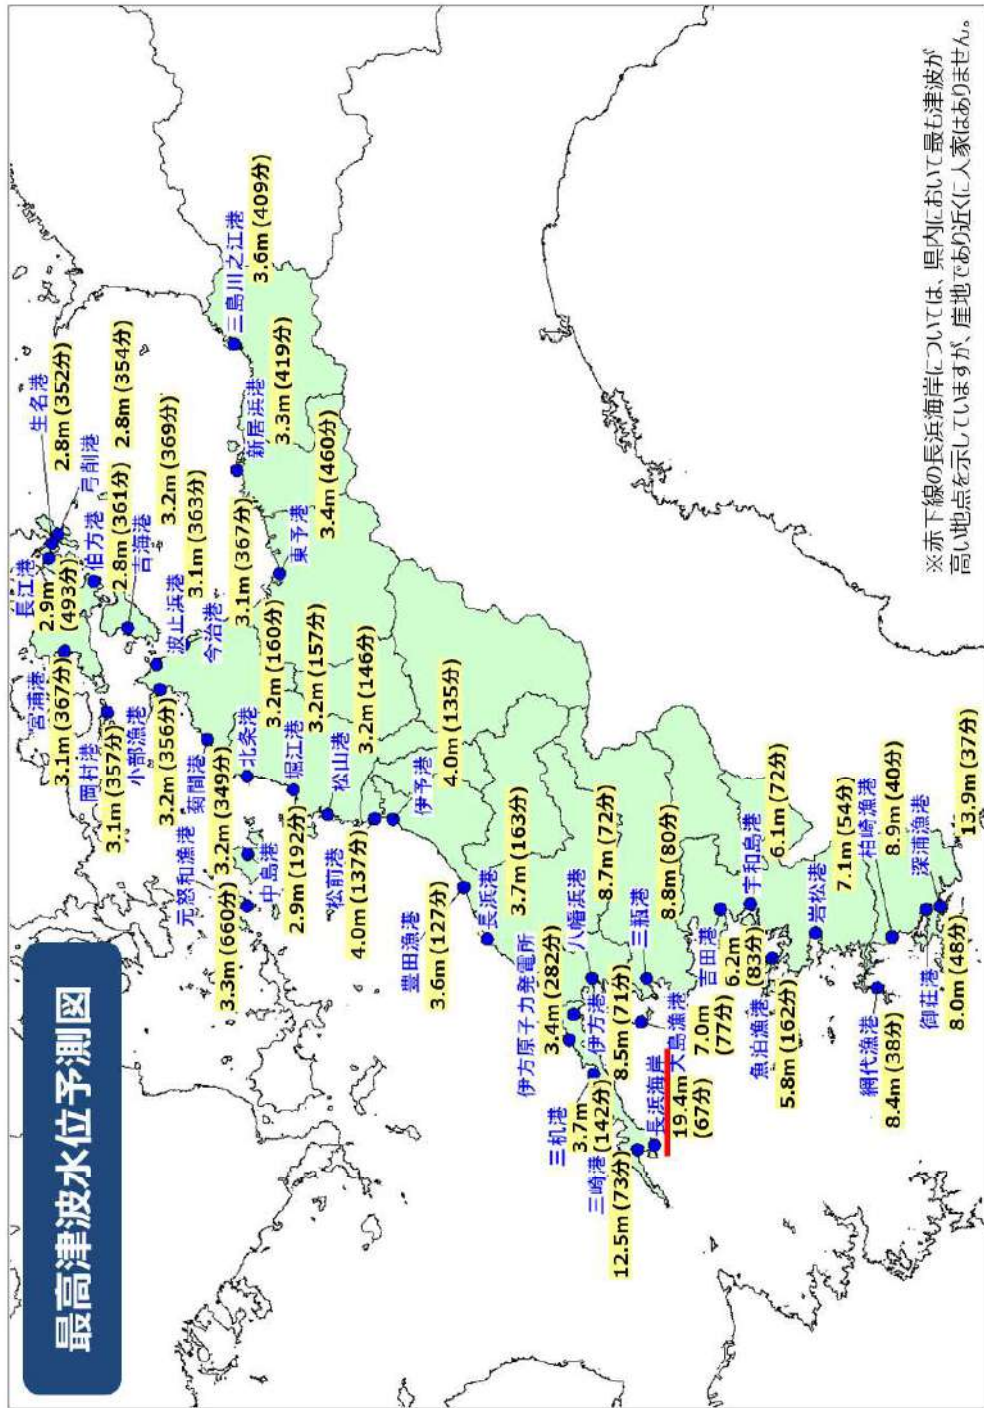 最高津波水位予測図
生名港
2.8m (352分)
弓削港
2.8m (354分)
長江港
2.9m
(493分)
伯方港
2.8m (361分)
吉海港
3.2m (369分)
宮浦港
3.1m (367分)
岡村港
3.1m (357分)
波止浜港
3.1m (363分)
今治港
3.1m (367分)
小部漁港
3.2m (356分)
菊間港
3.2m (349分)
三島川之江港
3.6m (409分)
新居浜港
3.3m (419分)
東予港
3.4m (460分)
北条港
3.2m (160分)
堀江港
3.2m (157分)
松山港
3.2m (146分)
元怒和漁港
3.3m (660分)
中島港
2.9m (192分)
松前港
4.0m (137分)
伊予港
4.0m (135分)
豊田漁港
3.6m (127分)
長浜港
3.7m (163分)
伊方原子力発電所
3.4m (282分)
八幡浜港
8.7m (72分)
伊方港
8.5m (71分)
三瓶港
8.8m (80分)
三机港
3.7m
(142分)
三崎港
12.5m (73分)
長浜海岸
19.4m
(67分)
大島漁港
7.0m
(77分)
吉田港
6.2m
(83分)
宇和島港
6.1m (72分)
魚泊漁港
5.8m (162分)
岩松港
7.1m (54分)
柏崎漁港
8.9m (40分)
網代漁港
8.4m (38分)
深浦漁港
13.9m (37分)
御荘港
8.0m (48分)
※赤下線の長浜海岸については、県内において最も津波が
高い地点を示していますが、崖地であり近くに人家はありません。